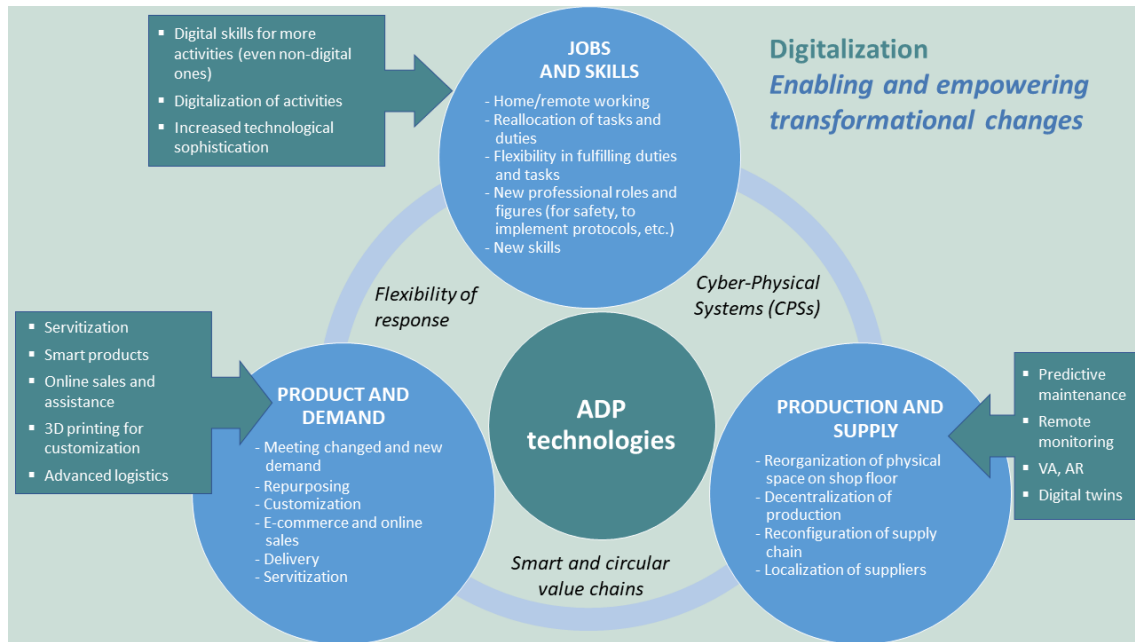 ▪ Digital skills for more
activities (even non-digital
ones)
▪ Digitalization of activities
▪ Increased technological
sophistication
JOBS
AND SKILLS
- Home/remote working
- Reallocation of tasks and
duties
- Flexibility in fulfilling duties
and tasks
- New professional roles and
figures (for safety, to
implement protocols, etc.)
- New skills
Digitalization
Enabling and empowering
transformational changes
Flexibility of
response
Cyber-Physical
Systems (CPSs)
▪ Servitization
▪ Smart products
▪ Online sales and
assistance
▪ 3D printing for
customization
▪ Advanced logistics
PRODUCT AND
DEMAND
- Meeting changed and new
demand
- Repurposing
- Customization
- E-commerce and online
sales
- Delivery
- Servitization
ADP
technologies
PRODUCTION AND
SUPPLY
- Reorganization of physical
space on shop floor
- Decentralization of
production
- Reconfiguration of supply
chain
- Localization of suppliers
▪ Predictive
maintenance
▪ Remote
monitoring
▪ VA, AR
▪ Digital twins
Smart and circular
value chains